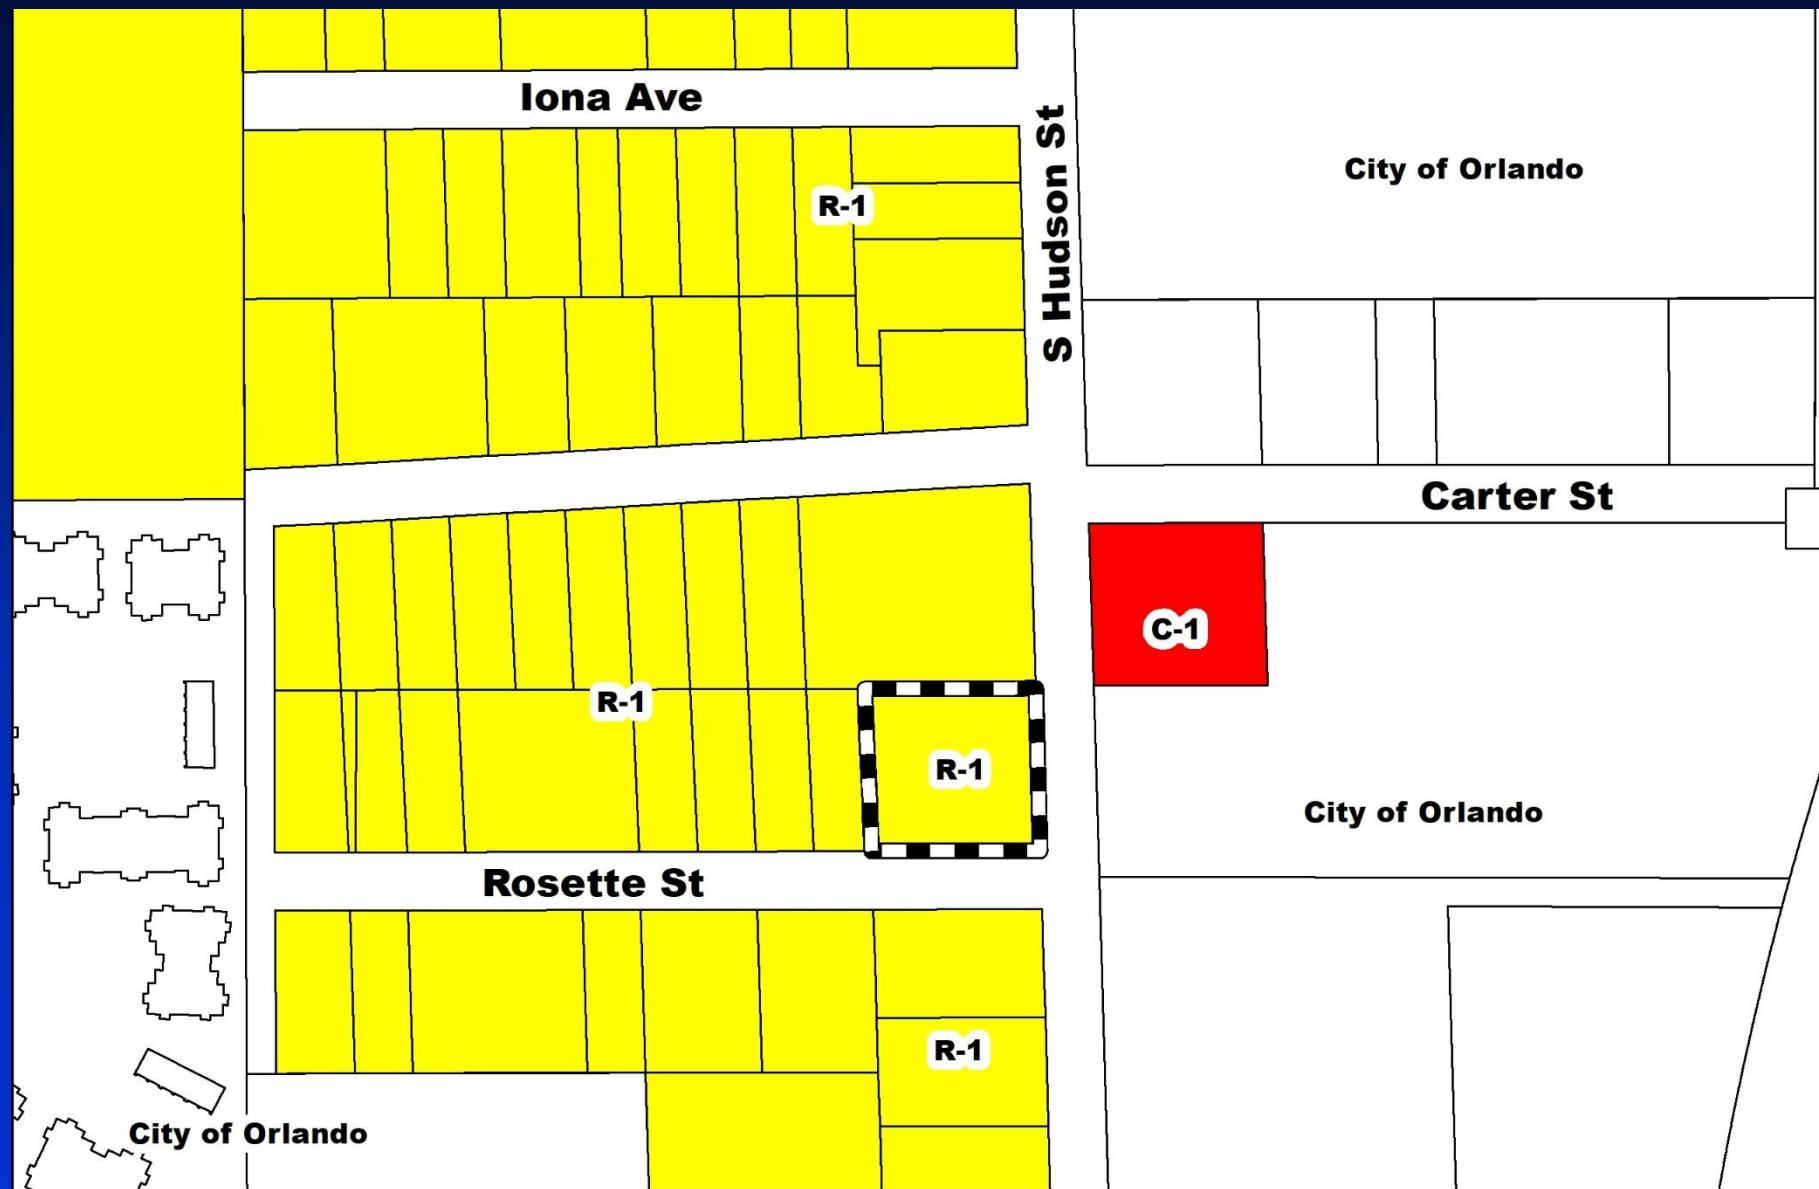 Iona Ave
S Hudson St
City of Orlando
R-1
Carter St
C-1
R-1
R-1
City of Orlando
Rosette St
R-1
City of Orlando